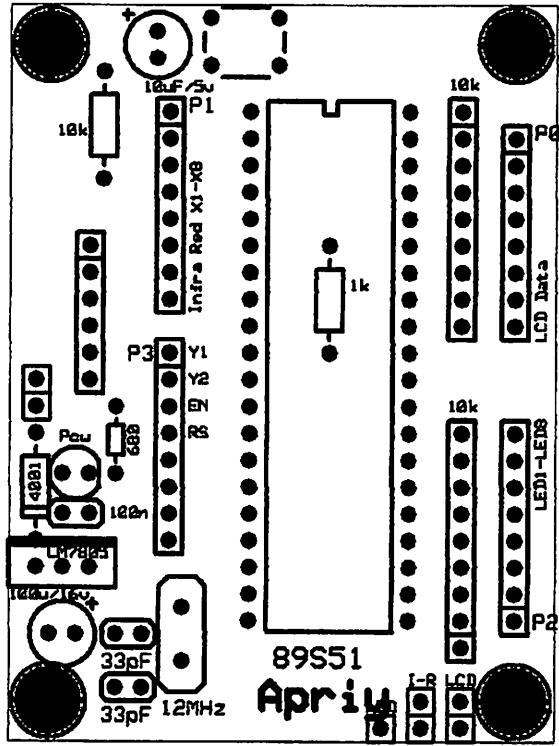 +
10uF/5v
10k
P1
10k
P0
Infra Red X1-X8
1k
LCD Data
P3
Y1
Y2
EN
RS
10k
Pow
680
4001
100n
LED1-LED8
LM7805
100u/16v
+
P2
33pF
89S51
I-R
LCD
33pF
12MHz